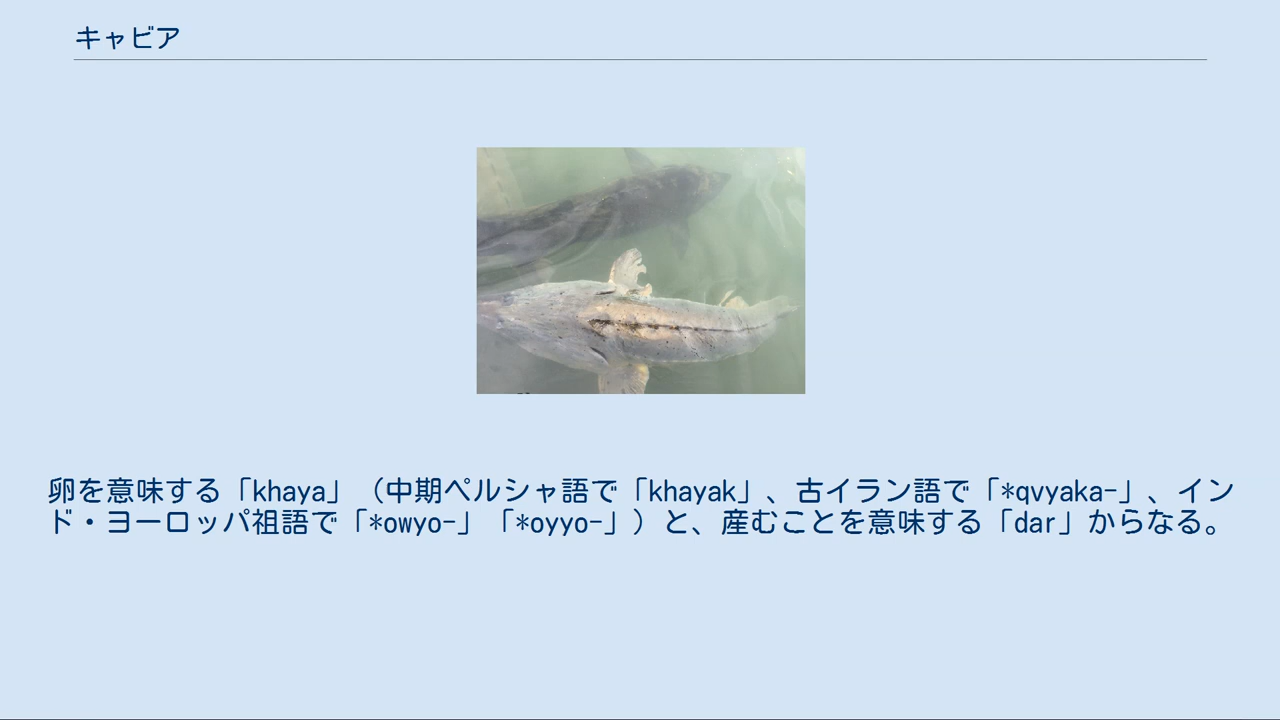 キャビア
卵を意味する「khaya」（中期ペルシャ語で「khayak」、古イラン語で「*qvyaka-」、イン
ド・ヨーロッパ祖語で「*owyo-」「*oyyo-」）と、産むことを意味する「dar」からなる。